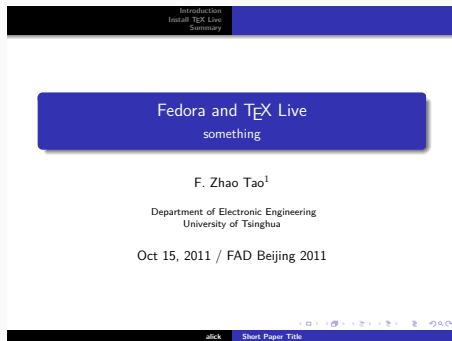 Introduction
Install TEX Live
Summary
Fedora and TEX Live
something
F. Zhao Tao1
Department of Electronic Engineering
University of Tsinghua
Oct 15, 2011 / FAD Beijing 2011
alick Short Paper Title